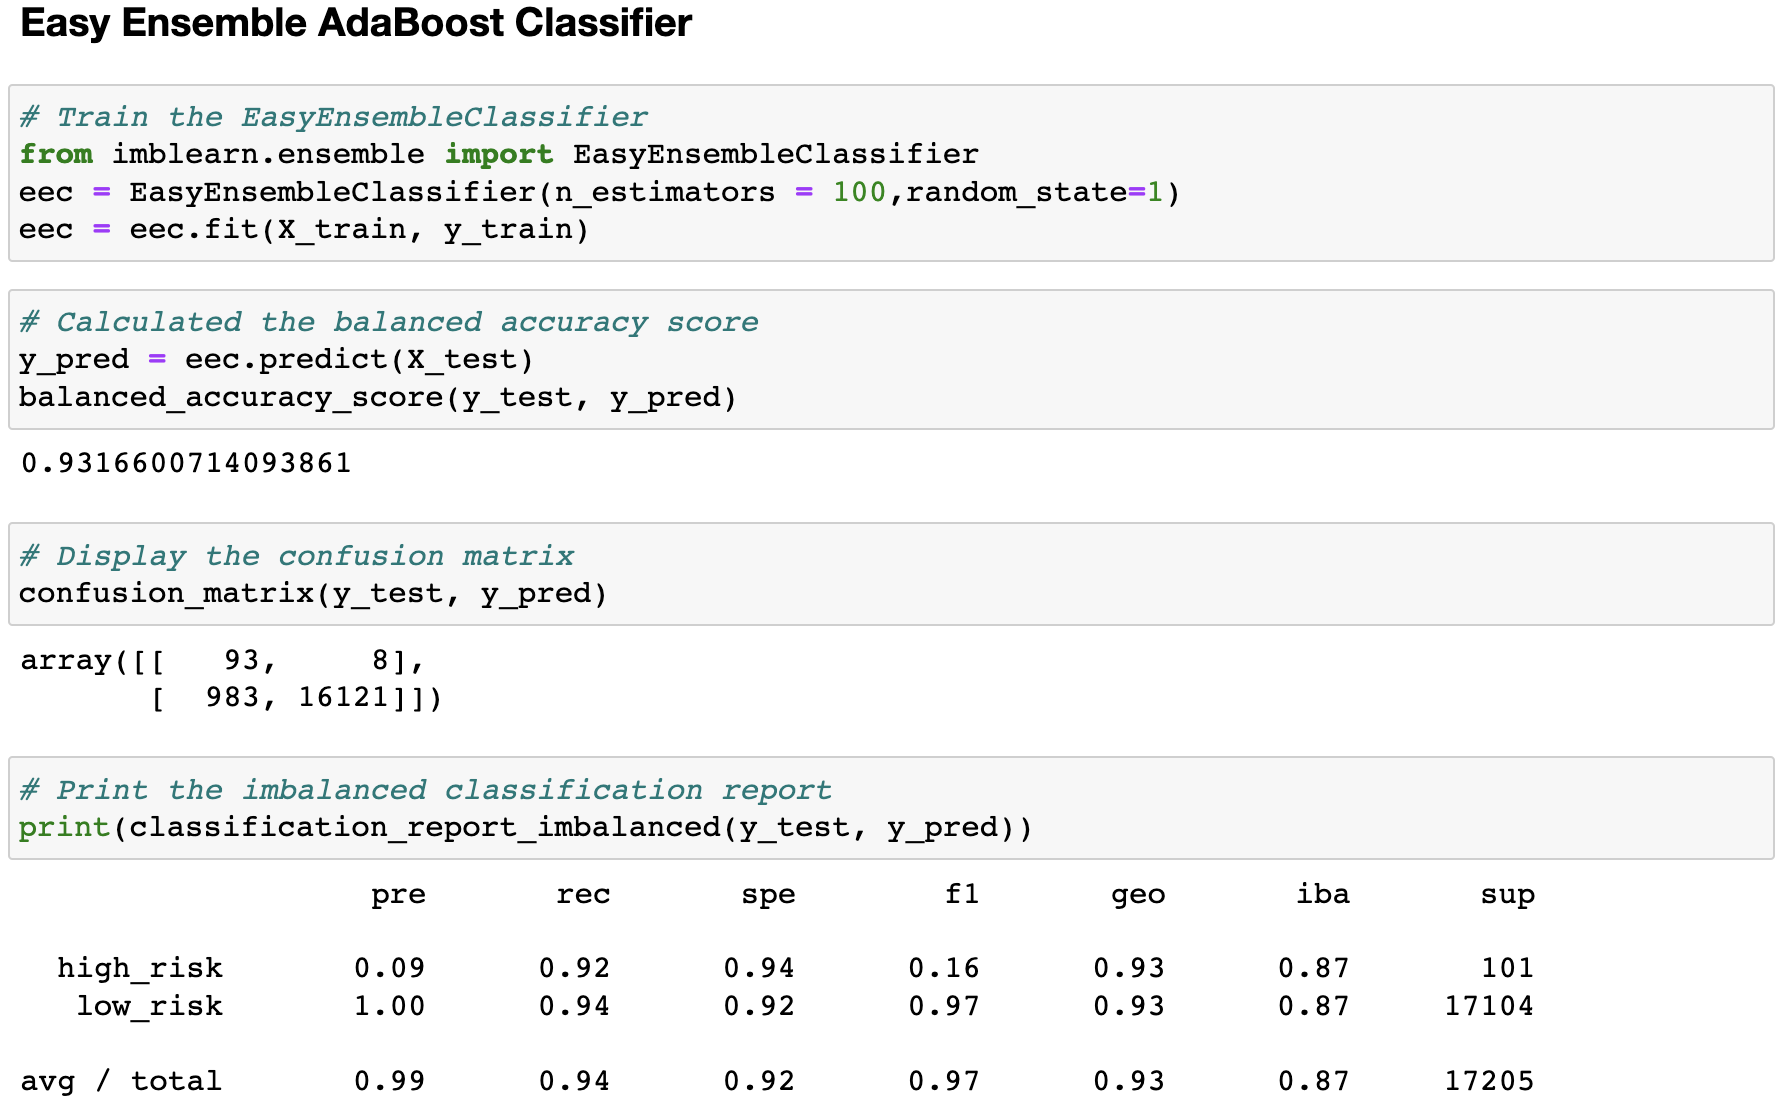 Easy Ensemble AdaBoost Classifier
# Train the EasyEnsembleClassifier
from imblearn.ensemble import EasyEnsembleClassifier
eec = EasyEnsembleClassifier(n_estimators = 100,random_state=1)
eec = eec.fit(X_train, y_train)
# Calculated the balanced accuracy score
y_pred = eec.predict(X_test)
balanced_accuracy_score(y_test, y_pred)
0.9316600714093861
# Display the confusion matrix
confusion_matrix(y_test, y_pred)
array([[   93,     8],
       [  983, 16121]])
# Print the imbalanced classification report
print(classification_report_imbalanced(y_test, y_pred))
pre rec spe f1 geo iba sup
high_risk 0.09 0.92 0.94 0.16 0.93 0.87 101
low_risk 1.00 0.94 0.92 0.97 0.93 0.87 17104
avg / total 0.99 0.94 0.92 0.97 0.93 0.87 17205